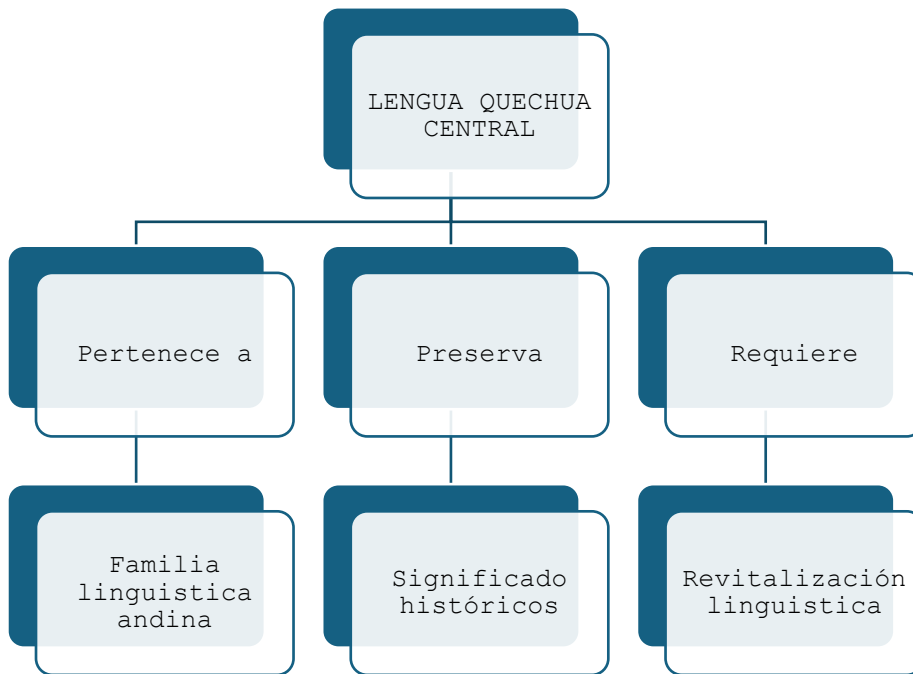 LENGUA QUECHUA
CENTRAL
Pertenece a
Preserva
Requiere
Familia
linguistica
andina
Significado
históricos
Revitalización
linguistica